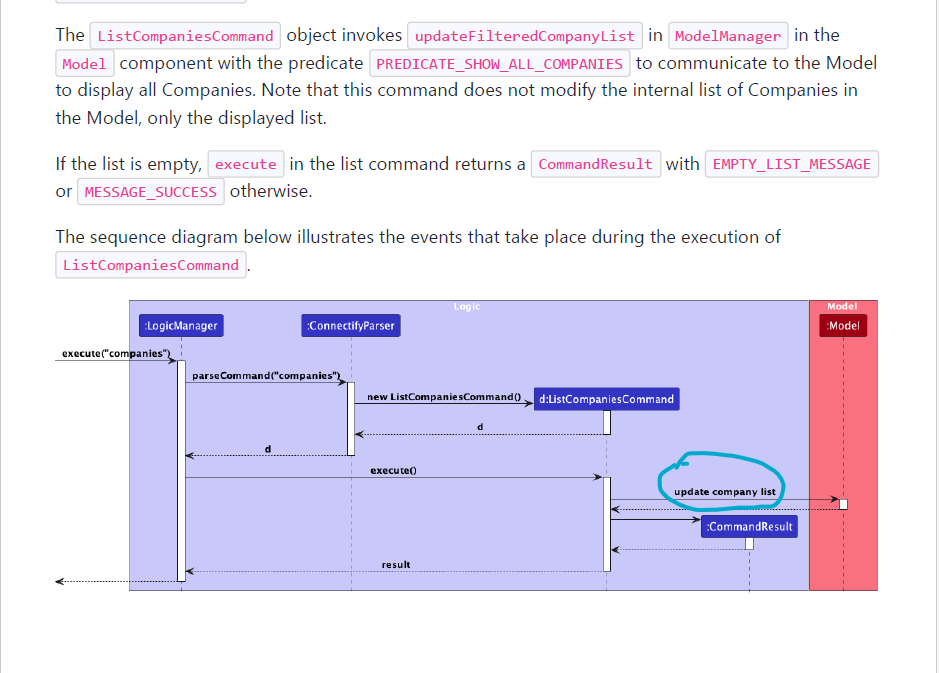 The ListCompaniesCommand object invokes updateFilteredCompanyList in ModelManager in the
Model component with the predicate PREDICATE_SHOW_ALL_COMPANIES to communicate to the Model
to display all Companies. Note that this command does not modify the internal list of Companies in
the Model, only the displayed list.
If the list is empty, execute in the list command returns a CommandResult with EMPTY_LIST_MESSAGE
or MESSAGE_SUCCESS otherwise.
The sequence diagram below illustrates the events that take place during the execution of
ListCompaniesCommand.
Logic
Model
:LogicManager
:ConnectifyParser
:Model
execute("companies")
parseCommand("companies")
new ListCompaniesCommand()
d:ListCompaniesCommand
d
d
execute()
update company list
:CommandResult
result